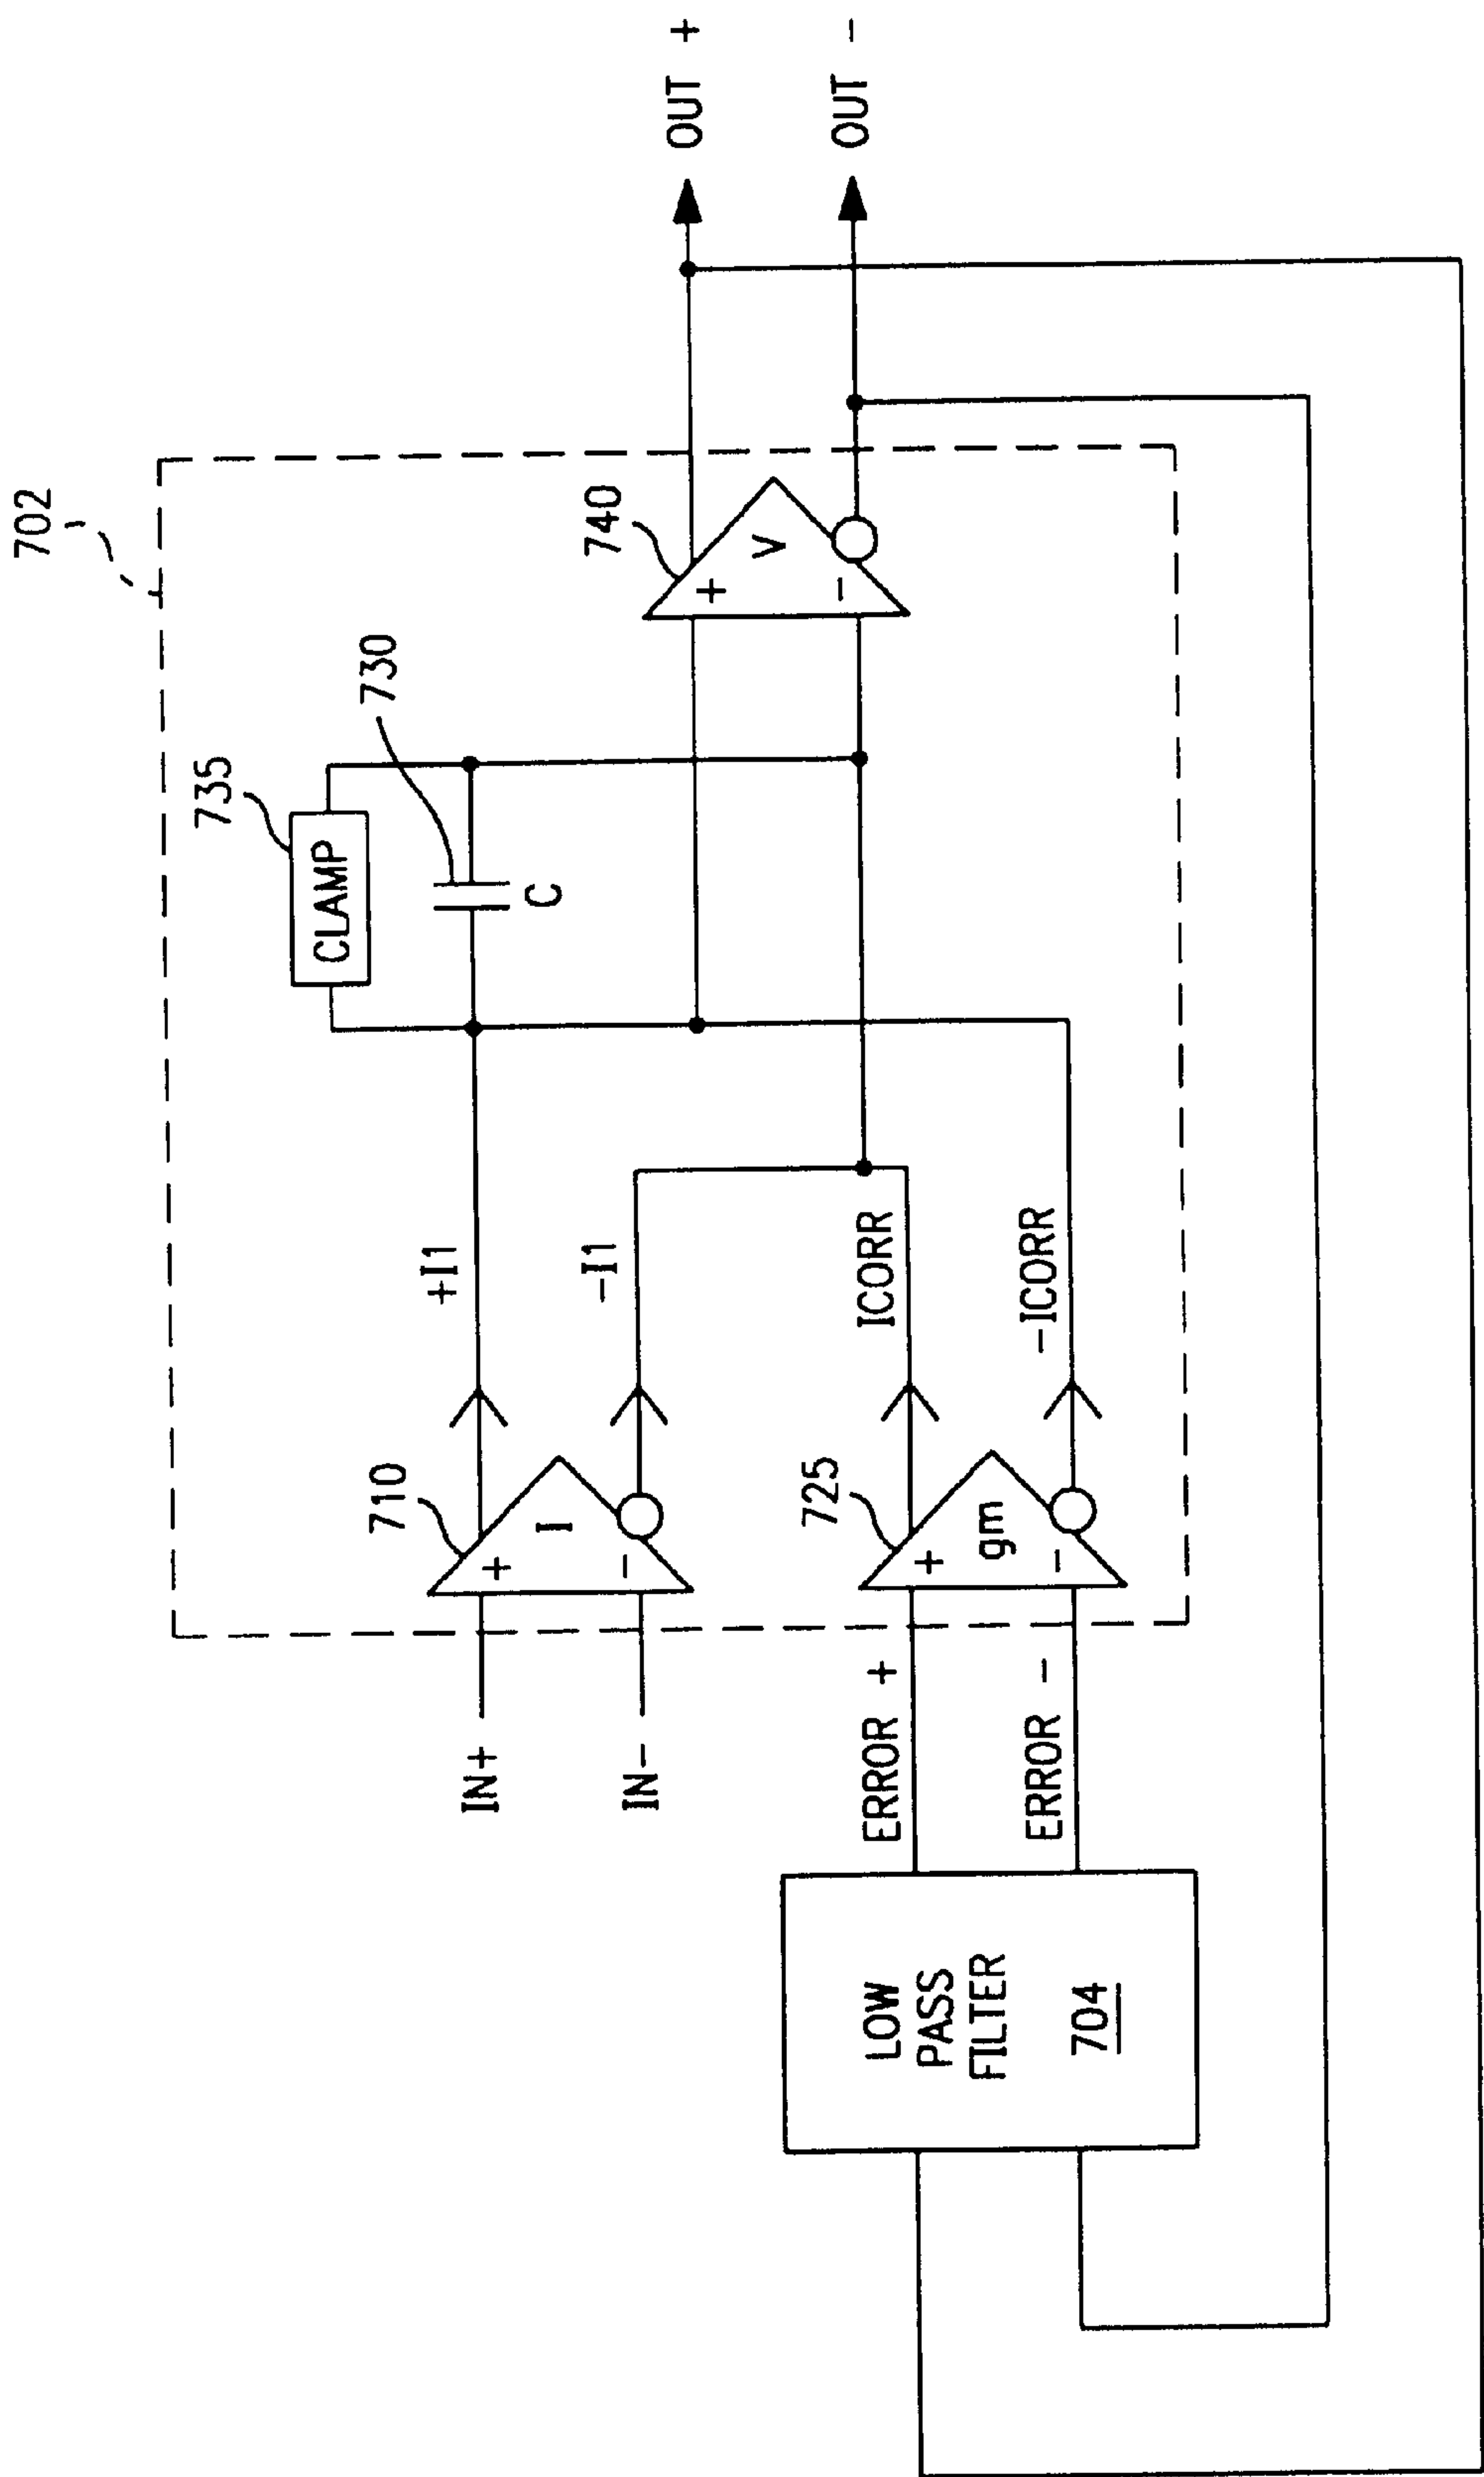 702
735
CLAMP
730
C
710
+
I
-
+I1
-I1
IN+
IN-
740
+
V
-
OUT +
OUT -
725
+
gm
-
ICORR
-ICORR
ERROR +
ERROR -
LOW
PASS
FILTER
704